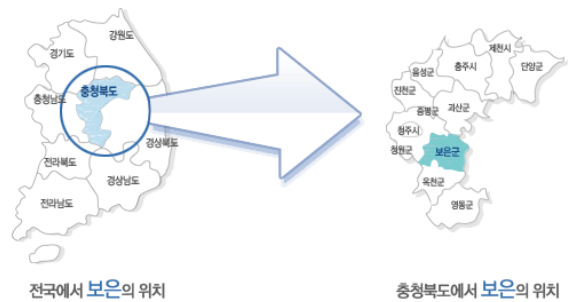 강원도
경기도
충청북도
충청남도
경상북도
전라북도
경상남도
전라남도
제천시
충주시
단양군
음성군
진천군
괴산군
증평군
청주시
청원군
보은군
옥천군
영동군
전국에서 보은의 위치
충청북도에서 보은의 위치